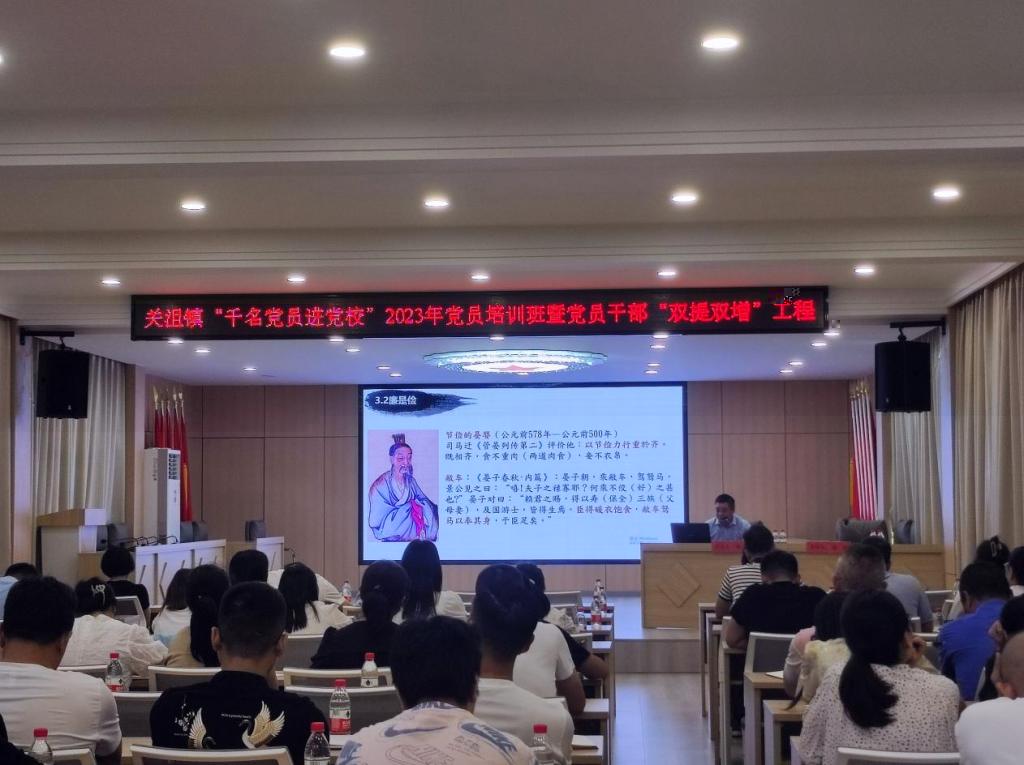 关沮镇“千名党员进党校”2023年党员培训班暨党员干部“双提双增”工程
3.2廉是俭
节俭的晏婴（公元前578年—公元前500年）
司马迁《管晏列传第二》评价他：以节俭力行重於齐。
既相齐，食不重肉（两道肉食），妾不衣帛。
敝车：《晏子春秋·内篇》：晏子朝，乘敝车，驾驽马，
景公见之曰：“嘻！夫子之禄寡耶？何乘不佼（好）之甚
也？”晏子对曰：“赖君之赐，得以寿（保全）三族（父
母妻），及国游士，皆得生焉。臣得暖衣饱食，敝车驽
马以奉其身，于臣足矣。”